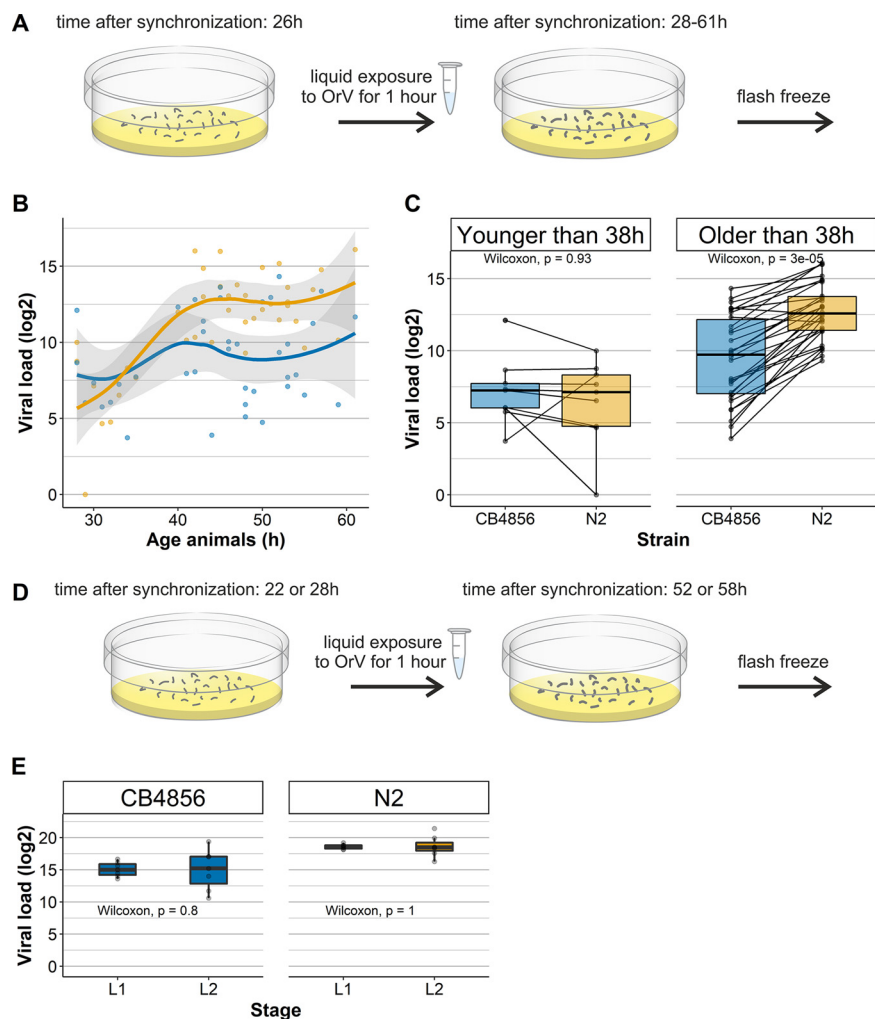 A
time after synchronization: 26h
time after synchronization: 28-61h
liquid exposure
to OrV for 1 hour
flash freeze
B
Viral load (log2)
15
10
5
0
30
40
50
60
Age animals (h)
C
Younger than 38h
Older than 38h
Wilcoxon, p = 0.93
Wilcoxon, p = 3e-05
Viral load (log2)
15
10
5
0
CB4856
N2
CB4856
N2
Strain
D
time after synchronization: 22 or 28h
time after synchronization: 52 or 58h
liquid exposure
to OrV for 1 hour
flash freeze
E
CB4856
N2
Viral load (log2)
20
15
10
5
0
Wilcoxon, p = 0.8
Wilcoxon, p = 1
L1
L2
L1
L2
Stage